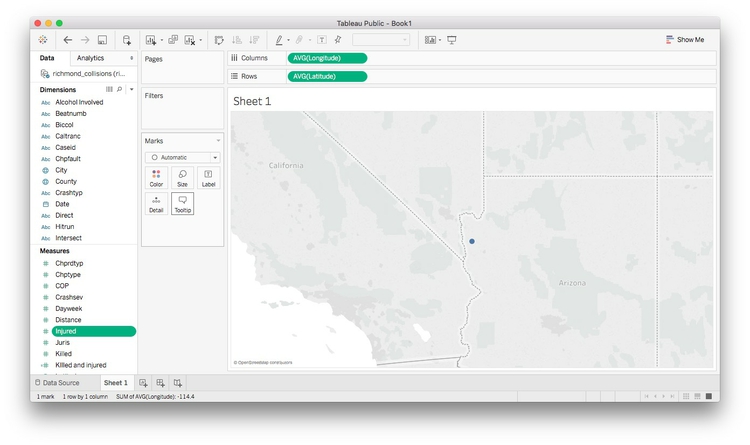 Tableau Public - Book1
Show Me
Data Analytics
richmond_collisions (ri...
Dimensions
Abc Alcohol Involved
Abc Beatnumb
Abc Biccol
Abc Caltranc
Abc Caseid
Abc Chpfault
City
County
Abc Crashtyp
Date
Abc Direct
Abc Hitrun
Abc Intersect
Measures
Chprdtyp
Chptype
COP
Crashsev
Dayweek
Distance
Injured
Juris
Killed
Killed and injured
Pages
Filters
Marks
Automatic
Color Size Label
Detail Tooltip
Columns AVG(Longitude)
Rows AVG(Latitude)
Sheet 1
California
Arizona
© OpenStreetMap contributors
Data Source Sheet 1
1 mark 1 row by 1 column SUM of AVG(Longitude): -114.4